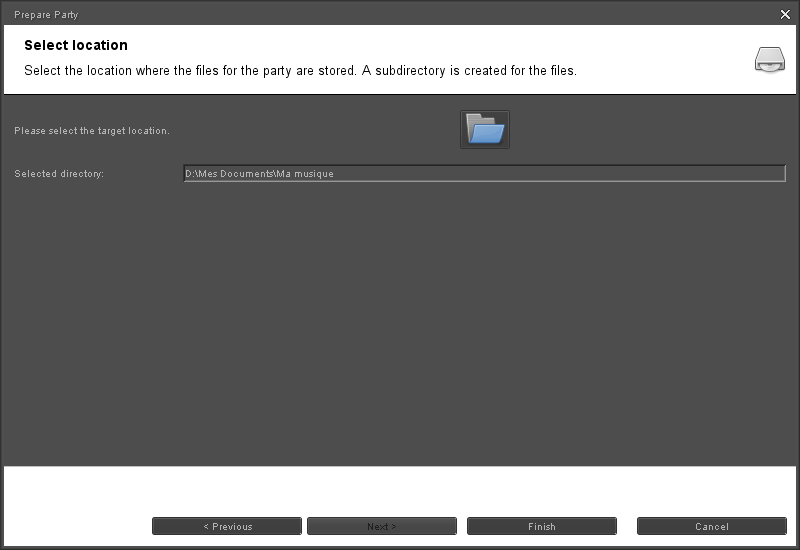 Prepare Party
Select location
Select the location where the files for the party are stored. A subdirectory is created for the files.
Please select the target location.
Selected directory:
D:\Mes Documents\Ma musique
< Previous
Next >
Finish
Cancel